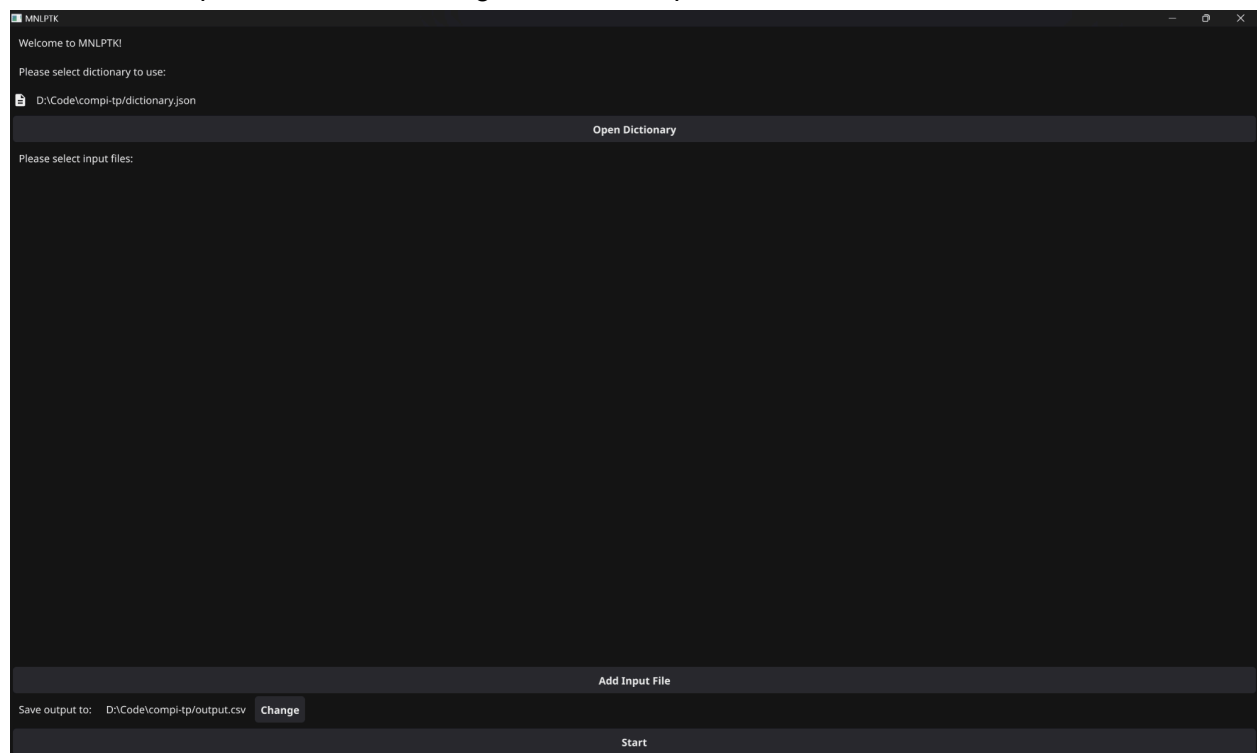 MNLPTK
Welcome to MNLPTK!
Please select dictionary to use:
D:\Code\compi-tp/dictionary.json
Open Dictionary
Please select input files:
Add Input File
Save output to: D:\Code\compi-tp/output.csv Change
Start